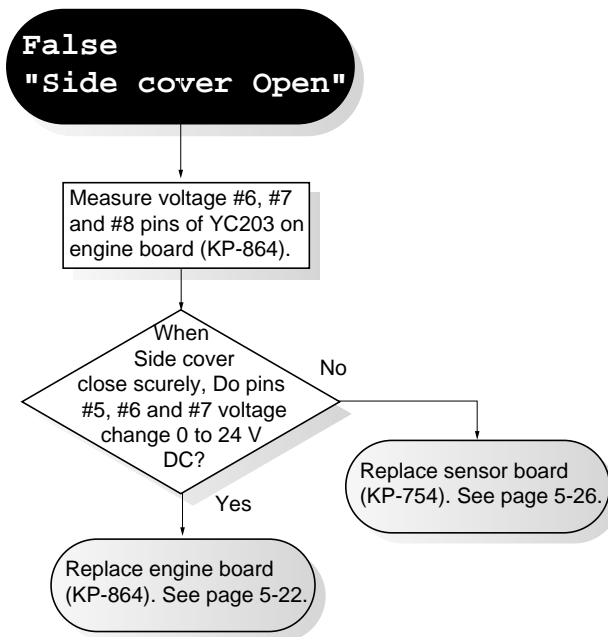 False
"Side cover Open"
Measure voltage #6, #7
and #8 pins of YC203 on
engine board (KP-864).
When
Side cover
close scurely, Do pins
#5, #6 and #7 voltage
change 0 to 24 V
DC?
No
Replace sensor board
(KP-754). See page 5-26.
Yes
Replace engine board
(KP-864). See page 5-22.